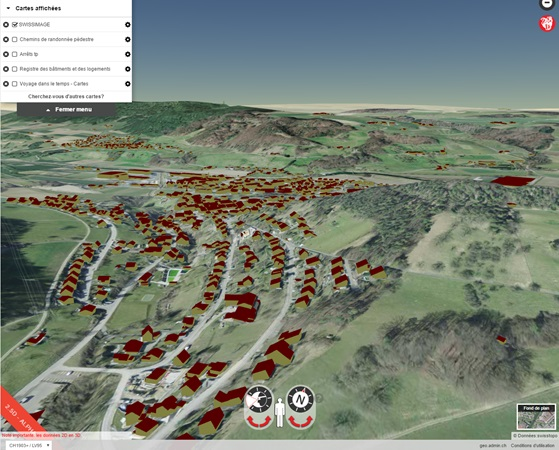 Cartes affichées
SWISSIMAGE
Chemins de randonnée pédestre
Arrêts tp
Registre des bâtiments et des logements
Voyage dans le temps - Cartes
Cherchez-vous d'autres cartes?
Fermer menu
N
Fond de plan
© Données:swisstopo
CH1903+ / LV95
geo.admin.ch
Conditions d'utilisation